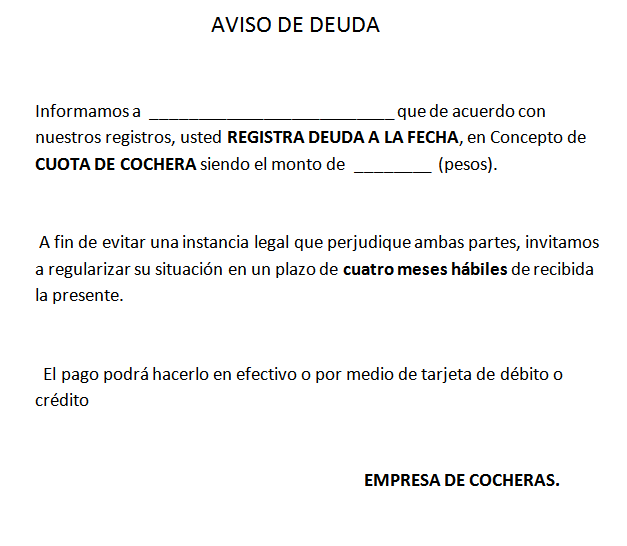 AVISO DE DEUDA
Informamos a __________________________ que de acuerdo con
nuestros registros, usted REGISTRA DEUDA A LA FECHA, en Concepto de
CUOTA DE COCHERA siendo el monto de ________ (pesos).
A fin de evitar una instancia legal que perjudique ambas partes, invitamos
a regularizar su situación en un plazo de cuatro meses hábiles de recibida
la presente.
El pago podrá hacerlo en efectivo o por medio de tarjeta de débito o
crédito
EMPRESA DE COCHERAS.